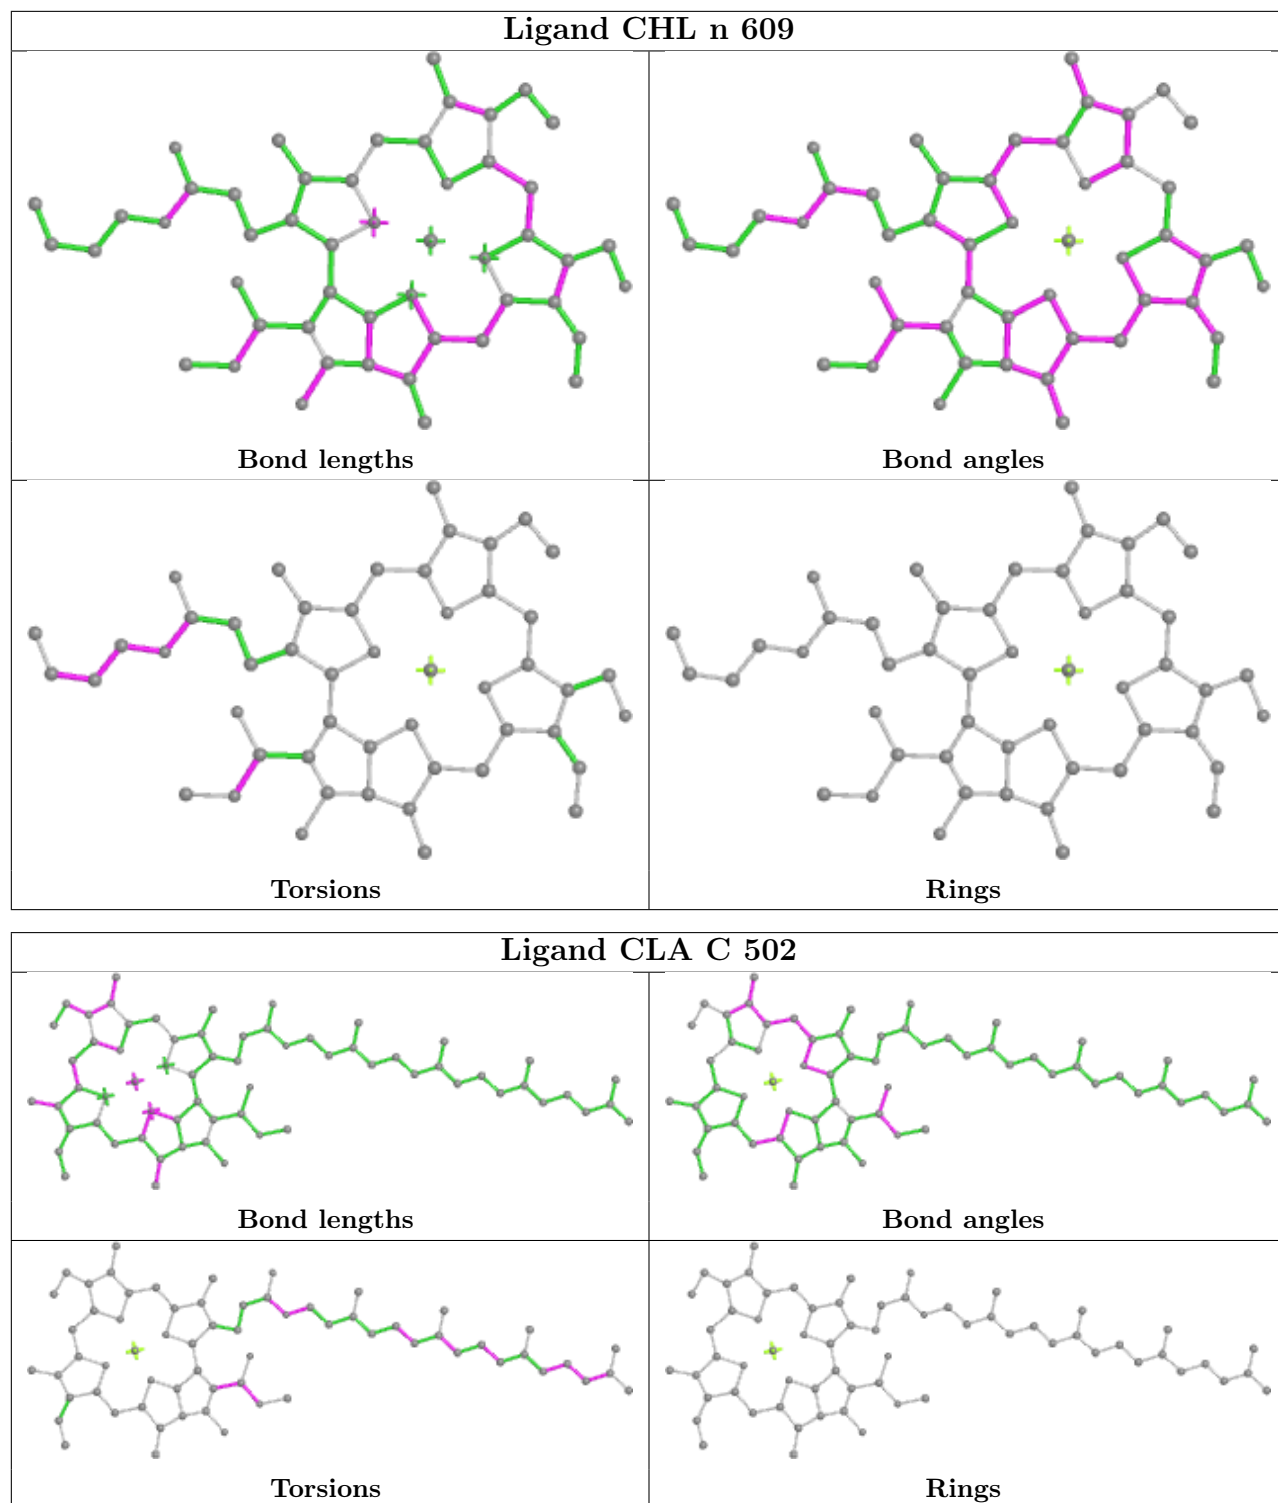 Ligand CHL n 609
Bond lengths
Bond angles
Torsions
Rings
Ligand CLA C 502
Bond lengths
Bond angles
Torsions
Rings